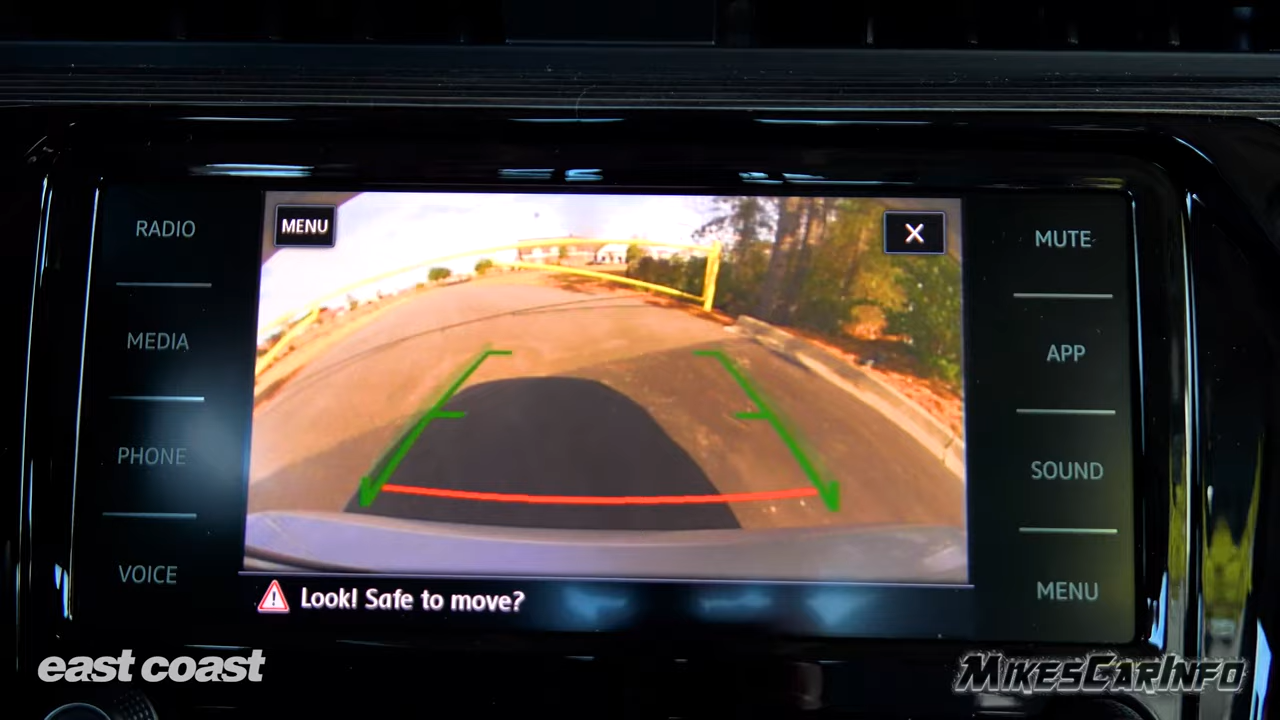 RADIO
MEDIA
PHONE
VOICE
MENU
X
Look! Safe to move?
MUTE
APP
SOUND
MENU
east coast
MIKESCARINFO